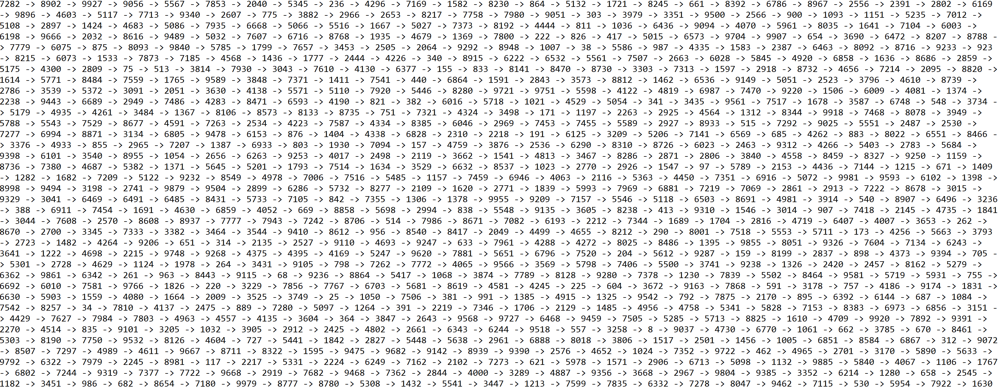 7282 -> 8902 -> 9927 -> 9056 -> 5567 -> 7853 -> 2040 -> 5345 -> 236 -> 4296 -> 7169 -> 1582 -> 8230 -> 864 -> 5132 -> 1721 -> 8245 -> 661 -> 8392 -> 6786 -> 8967 -> 2556 -> 2391 -> 2802 -> 6169
-> 9896 -> 4603 -> 5117 -> 7713 -> 9340 -> 2607 -> 775 -> 3882 -> 2966 -> 2653 -> 8217 -> 7758 -> 7980 -> 9051 -> 303 -> 3979 -> 3351 -> 9500 -> 2566 -> 900 -> 1093 -> 1151 -> 5235 -> 7012 ->
5108 -> 2897 -> 1424 -> 4683 -> 5086 -> 7935 -> 6668 -> 5066 -> 5516 -> 1667 -> 5027 -> 7373 -> 8192 -> 4444 -> 811 -> 1036 -> 6436 -> 9094 -> 4070 -> 5961 -> 8035 -> 1641 -> 7104 -> 6003 ->
6198 -> 9666 -> 2032 -> 8616 -> 9489 -> 5032 -> 7607 -> 6716 -> 8768 -> 1935 -> 4679 -> 1369 -> 7800 -> 222 -> 826 -> 417 -> 5015 -> 6573 -> 9704 -> 9907 -> 654 -> 3690 -> 6472 -> 8207 -> 8788 -
> 7779 -> 6075 -> 875 -> 8093 -> 9840 -> 5785 -> 1799 -> 7657 -> 3453 -> 2505 -> 2064 -> 9292 -> 8948 -> 1007 -> 38 -> 5586 -> 987 -> 4335 -> 1583 -> 2387 -> 6463 -> 8092 -> 8716 -> 9233 -> 923
-> 8215 -> 6073 -> 1533 -> 7873 -> 7185 -> 4568 -> 1436 -> 1777 -> 2444 -> 4226 -> 340 -> 8915 -> 6222 -> 6532 -> 5561 -> 7507 -> 2663 -> 6028 -> 5845 -> 4920 -> 6858 -> 1636 -> 8686 -> 2859 ->
5175 -> 4300 -> 2809 -> 75 -> 513 -> 3814 -> 7930 -> 3043 -> 7610 -> 4130 -> 6377 -> 155 -> 833 -> 8141 -> 8470 -> 8730 -> 3303 -> 7313 -> 1597 -> 2918 -> 8732 -> 4656 -> 7214 -> 2095 -> 8820 ->
1614 -> 5771 -> 8484 -> 7559 -> 1765 -> 9589 -> 3848 -> 7371 -> 1411 -> 7541 -> 440 -> 6864 -> 1591 -> 2843 -> 3573 -> 8812 -> 1462 -> 6536 -> 9149 -> 5051 -> 2523 -> 3796 -> 4610 -> 8739 ->
2786 -> 3539 -> 5372 -> 3091 -> 2051 -> 3630 -> 4138 -> 5571 -> 5110 -> 7920 -> 5446 -> 8280 -> 9721 -> 9751 -> 5598 -> 4122 -> 4819 -> 6987 -> 7470 -> 9220 -> 1506 -> 6009 -> 4081 -> 1374 ->
2238 -> 9443 -> 6689 -> 2949 -> 7486 -> 4283 -> 8471 -> 6593 -> 4190 -> 821 -> 382 -> 6016 -> 5718 -> 1021 -> 4529 -> 5054 -> 341 -> 3435 -> 9561 -> 7517 -> 1678 -> 3587 -> 6748 -> 548 -> 3734 -
> 5179 -> 4935 -> 4261 -> 3484 -> 1367 -> 8106 -> 8573 -> 8133 -> 8735 -> 751 -> 7321 -> 4324 -> 3498 -> 171 -> 1197 -> 2263 -> 2925 -> 4564 -> 1312 -> 8344 -> 9918 -> 7468 -> 8078 -> 3949 ->
5788 -> 5543 -> 7529 -> 8677 -> 4591 -> 7263 -> 2534 -> 4223 -> 7587 -> 4334 -> 8385 -> 6046 -> 2969 -> 7453 -> 7455 -> 5589 -> 2927 -> 8933 -> 515 -> 7292 -> 9025 -> 5551 -> 2487 -> 2530 ->
7277 -> 6994 -> 8871 -> 3134 -> 6805 -> 9478 -> 6153 -> 876 -> 1404 -> 4338 -> 6828 -> 2310 -> 2218 -> 191 -> 6125 -> 3209 -> 5206 -> 7141 -> 6569 -> 685 -> 4262 -> 883 -> 8022 -> 6551 -> 8466 -
> 3376 -> 4933 -> 855 -> 2965 -> 7207 -> 1387 -> 6933 -> 803 -> 1930 -> 7094 -> 157 -> 4759 -> 3876 -> 2536 -> 6290 -> 8310 -> 8726 -> 6023 -> 2463 -> 9312 -> 4266 -> 5403 -> 2783 -> 5684 ->
9398 -> 6101 -> 3540 -> 8955 -> 1054 -> 2656 -> 6263 -> 9253 -> 4017 -> 2498 -> 2119 -> 3662 -> 1541 -> 4813 -> 3467 -> 8286 -> 2871 -> 2806 -> 3840 -> 4558 -> 8459 -> 8327 -> 9250 -> 1159 ->
8736 -> 7380 -> 4687 -> 5382 -> 1371 -> 5645 -> 5201 -> 1793 -> 7514 -> 1634 -> 3529 -> 6632 -> 8537 -> 1023 -> 2770 -> 2926 -> 1547 -> 97 -> 5789 -> 2153 -> 4436 -> 7144 -> 1215 -> 671 -> 1409
-> 1282 -> 1682 -> 7209 -> 5122 -> 9232 -> 8549 -> 4978 -> 7006 -> 7516 -> 5485 -> 1157 -> 7459 -> 6946 -> 4063 -> 2116 -> 5363 -> 4450 -> 7351 -> 6916 -> 5072 -> 9981 -> 9593 -> 6102 -> 1398 ->
8998 -> 9494 -> 3198 -> 2741 -> 9879 -> 9504 -> 2899 -> 6286 -> 5732 -> 8277 -> 2109 -> 1620 -> 2771 -> 1839 -> 5993 -> 7969 -> 6881 -> 7219 -> 7069 -> 2861 -> 2913 -> 7222 -> 8678 -> 3015 ->
9329 -> 3041 -> 6469 -> 6491 -> 6485 -> 8431 -> 5733 -> 7105 -> 842 -> 7355 -> 1306 -> 1378 -> 9955 -> 9209 -> 7157 -> 5546 -> 5118 -> 6503 -> 8691 -> 4981 -> 3914 -> 540 -> 8907 -> 6496 -> 3236
-> 388 -> 6911 -> 7454 -> 1691 -> 4630 -> 6859 -> 4052 -> 669 -> 8858 -> 5698 -> 2994 -> 838 -> 5548 -> 9135 -> 3605 -> 8238 -> 413 -> 9310 -> 1546 -> 3014 -> 907 -> 7418 -> 2145 -> 4735 -> 1841
-> 3044 -> 7608 -> 2570 -> 8608 -> 8937 -> 7777 -> 7943 -> 7242 -> 8706 -> 514 -> 7986 -> 8671 -> 7082 -> 6193 -> 2212 -> 7344 -> 1689 -> 1704 -> 2816 -> 4719 -> 6407 -> 4007 -> 3653 -> 262 ->
8670 -> 2700 -> 3345 -> 7333 -> 3382 -> 3464 -> 3544 -> 9410 -> 8612 -> 956 -> 8540 -> 8417 -> 2049 -> 4499 -> 4655 -> 8212 -> 290 -> 8001 -> 7518 -> 5553 -> 5711 -> 173 -> 4256 -> 5663 -> 3793
-> 2723 -> 1482 -> 4264 -> 9206 -> 651 -> 314 -> 2135 -> 2527 -> 9110 -> 4693 -> 9247 -> 633 -> 7961 -> 4288 -> 4272 -> 8025 -> 8486 -> 1395 -> 9855 -> 8051 -> 9326 -> 7604 -> 7134 -> 6243 ->
3641 -> 1222 -> 4698 -> 2215 -> 9748 -> 9268 -> 4375 -> 4395 -> 4169 -> 5247 -> 9620 -> 7881 -> 5651 -> 6796 -> 7520 -> 204 -> 5612 -> 9287 -> 159 -> 8199 -> 2837 -> 898 -> 4373 -> 9394 -> 705 -
> 5301 -> 2728 -> 4629 -> 1124 -> 1978 -> 264 -> 3431 -> 9105 -> 798 -> 7262 -> 7772 -> 4065 -> 9566 -> 3569 -> 5798 -> 7406 -> 5500 -> 3741 -> 9238 -> 1326 -> 2420 -> 2457 -> 8162 -> 5279 ->
6362 -> 9861 -> 6342 -> 261 -> 963 -> 8443 -> 9115 -> 68 -> 9236 -> 8864 -> 5417 -> 1068 -> 3874 -> 7789 -> 8128 -> 9280 -> 7378 -> 1230 -> 7839 -> 5502 -> 8464 -> 9581 -> 5719 -> 5931 -> 755 ->
6692 -> 6010 -> 7581 -> 9766 -> 1826 -> 220 -> 3229 -> 7856 -> 7767 -> 6703 -> 5681 -> 8619 -> 4581 -> 4245 -> 225 -> 604 -> 3672 -> 9163 -> 7868 -> 591 -> 3178 -> 757 -> 4186 -> 9174 -> 1831 ->
6630 -> 5903 -> 1559 -> 4080 -> 1664 -> 2009 -> 3525 -> 3749 -> 25 -> 1050 -> 7506 -> 381 -> 991 -> 1385 -> 4915 -> 1325 -> 9542 -> 792 -> 7875 -> 2170 -> 895 -> 6392 -> 6144 -> 687 -> 1084 ->
7542 -> 8257 -> 34 -> 7810 -> 4137 -> 2475 -> 889 -> 7280 -> 5097 -> 1264 -> 391 -> 2219 -> 7346 -> 1706 -> 2129 -> 1485 -> 4956 -> 4758 -> 5341 -> 5828 -> 7153 -> 8383 -> 6973 -> 6856 -> 3151 -
> 4429 -> 7627 -> 7984 -> 7803 -> 4963 -> 4557 -> 4135 -> 3604 -> 364 -> 3847 -> 2643 -> 9568 -> 9727 -> 6468 -> 9459 -> 7505 -> 5285 -> 5713 -> 8825 -> 1610 -> 4709 -> 9920 -> 7892 -> 9391 ->
2270 -> 4514 -> 835 -> 9101 -> 3205 -> 1032 -> 3905 -> 2912 -> 2425 -> 4802 -> 2661 -> 6343 -> 6244 -> 9518 -> 557 -> 3258 -> 8 -> 9037 -> 4730 -> 6770 -> 1061 -> 662 -> 3785 -> 670 -> 8461 ->
5303 -> 8190 -> 7750 -> 9532 -> 8126 -> 4604 -> 727 -> 5441 -> 1842 -> 2827 -> 5448 -> 5638 -> 2961 -> 6888 -> 8018 -> 3806 -> 1517 -> 2501 -> 1456 -> 1005 -> 6851 -> 8584 -> 6867 -> 312 -> 9072
-> 8507 -> 7297 -> 4989 -> 4611 -> 9667 -> 8711 -> 8322 -> 1595 -> 9475 -> 9682 -> 9142 -> 8939 -> 9390 -> 2576 -> 4652 -> 1024 -> 7352 -> 9722 -> 462 -> 4965 -> 2701 -> 3170 -> 5890 -> 5633 ->
9792 -> 6322 -> 7979 -> 2245 -> 8981 -> 117 -> 2217 -> 5331 -> 2224 -> 6249 -> 7162 -> 2102 -> 7273 -> 621 -> 5978 -> 1571 -> 2906 -> 6713 -> 5098 -> 1132 -> 9885 -> 5840 -> 4067 -> 1106 -> 1767
-> 6802 -> 7244 -> 9319 -> 7377 -> 7722 -> 9668 -> 2919 -> 7682 -> 9468 -> 7362 -> 2844 -> 4000 -> 3289 -> 4887 -> 9356 -> 3668 -> 2967 -> 9804 -> 9385 -> 3352 -> 6214 -> 1280 -> 658 -> 2545 ->
1182 -> 3451 -> 986 -> 682 -> 8654 -> 7180 -> 9979 -> 8777 -> 8780 -> 5308 -> 1432 -> 5541 -> 3447 -> 1213 -> 7599 -> 7835 -> 6332 -> 7278 -> 8047 -> 9462 -> 7115 -> 530 -> 5954 -> 7922 -> 1630